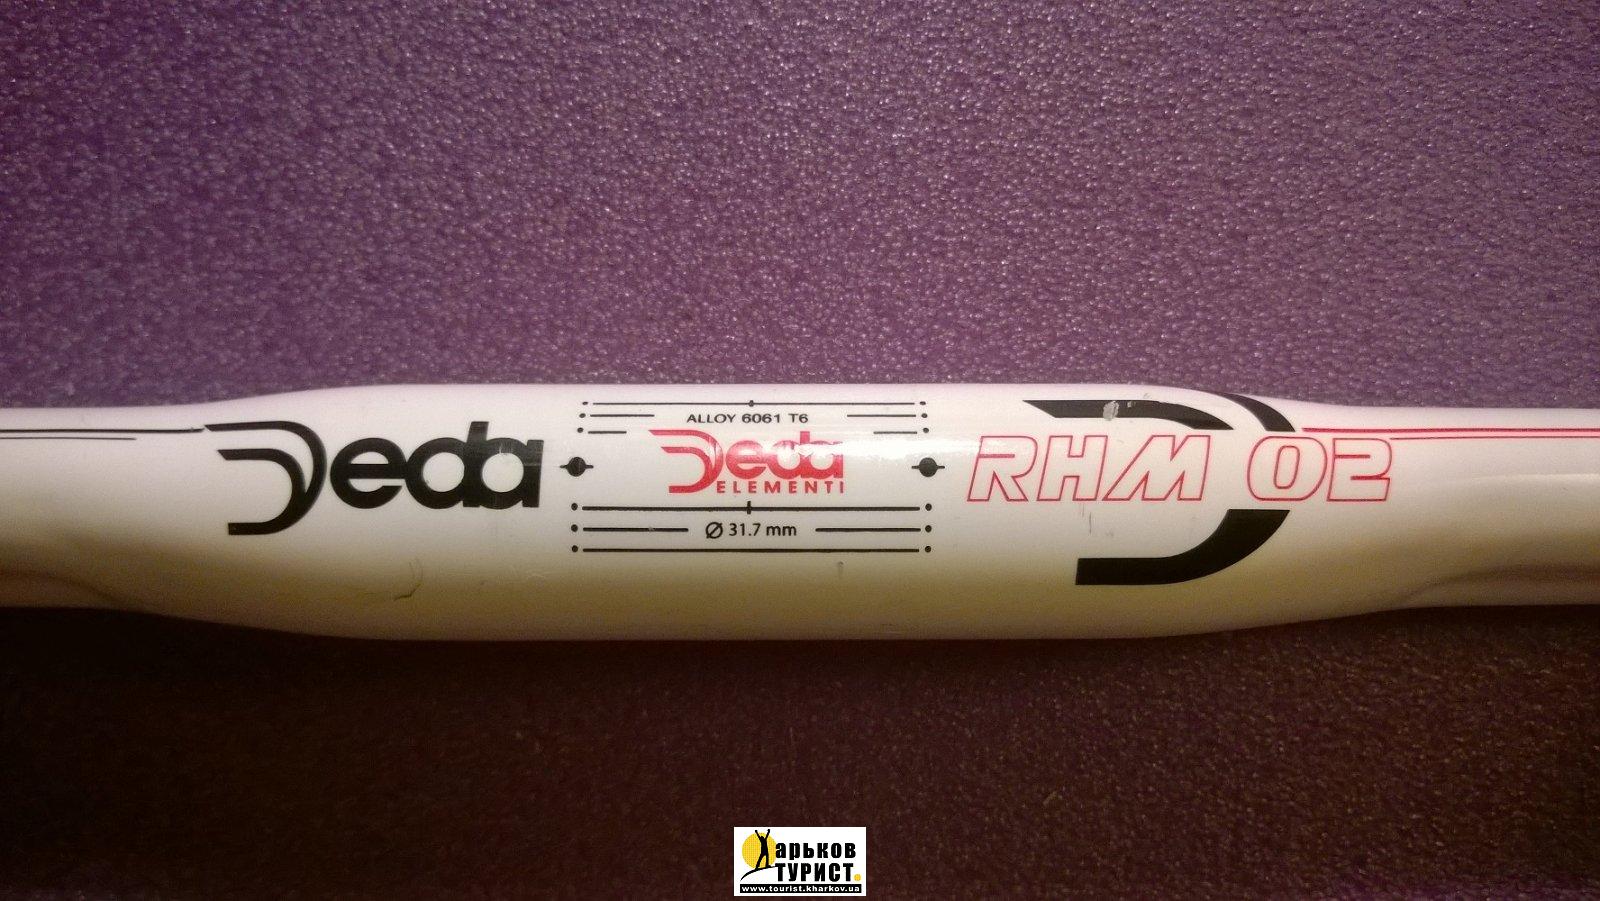 Deda
ALLOY 6061 T6
Deda
ELEMENTI
Ø 31.7 mm
RHM 02
Харьков
ТУРИСТ.
www.tourist.kharkov.ua